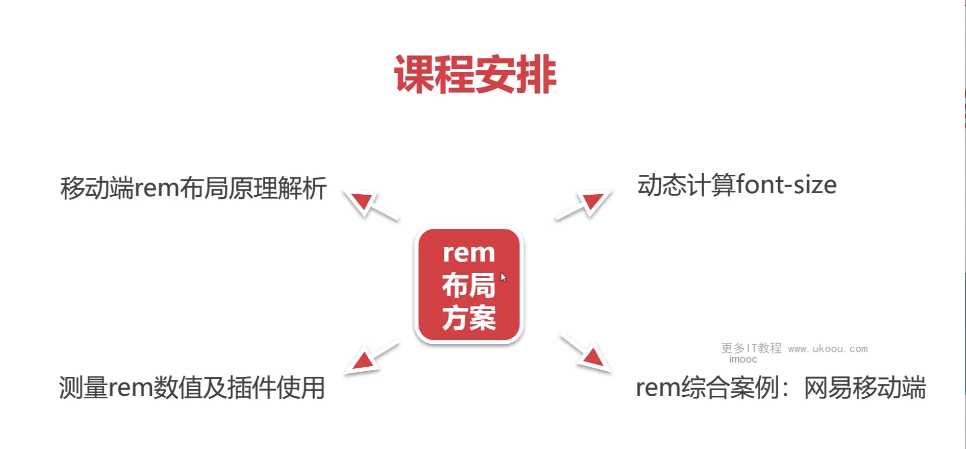 课程安排
移动端rem布局原理解析
动态计算font-size
rem
布局
方案
更多IT教程 www.ukoou.com
imooc
测量rem数值及插件使用
rem综合案例：网易移动端